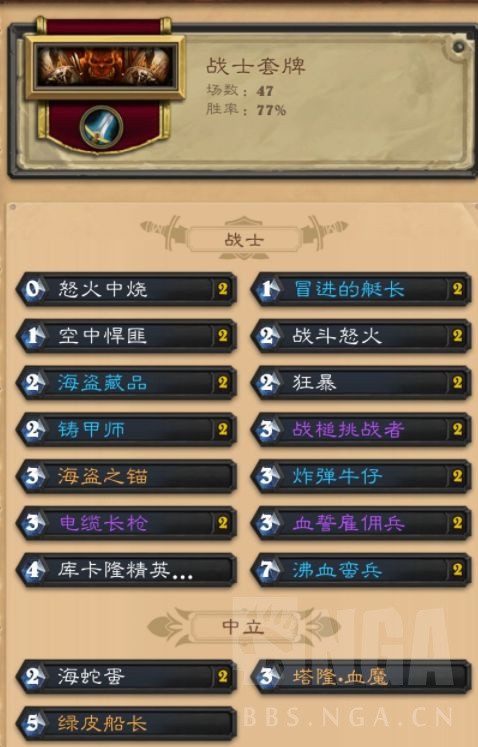 战士套牌
场数：47
胜率：77%
战士
0 怒火中烧 2
1 冒进的艇长 2
1 空中悍匪 2
2 战斗怒火 2
2 海盗藏品 2
2 狂暴 2
2 铸甲师 2
3 战槌挑战者 2
3 海盗之锚
3 炸弹牛仔 2
3 电缆长枪 2
3 血誓雇佣兵 2
4 库卡隆精英...
7 沸血蛮兵 2
中立
2 海蛇蛋 2
3 塔隆·血魔
5 绿皮船长
NGA
BBS.NGA.CN